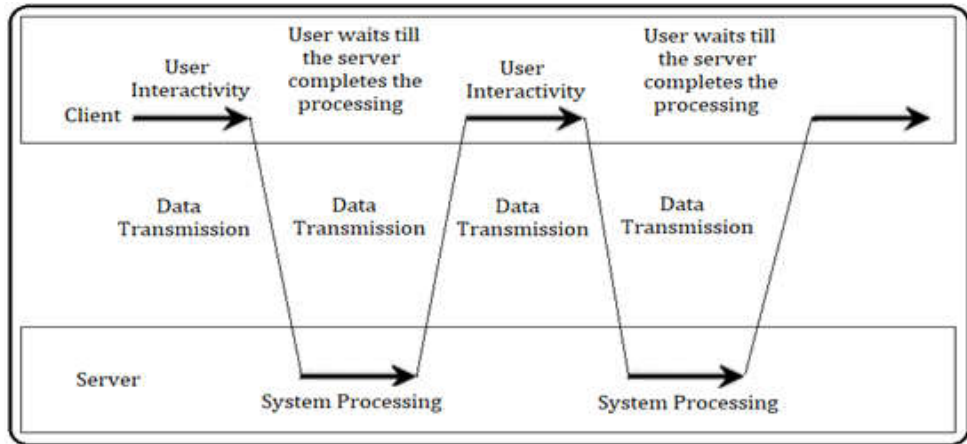 User waits till
the server
completes the
processing
User
Interactivity
User
Interactivity
User waits till
the server
completes the
processing
Client
Data
Transmission
Data
Transmission
Data
Transmission
Data
Transmission
Server
System Processing
System Processing